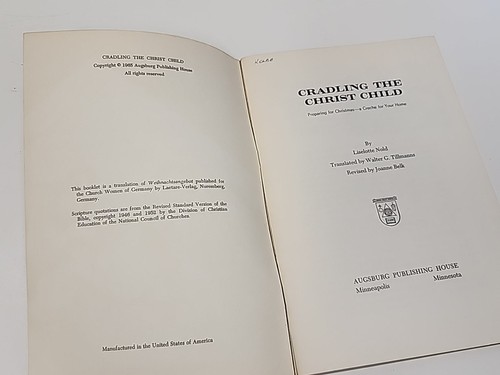 CRADLING THE CHRIST CHILD
Copyright © 1965 Augsburg Publishing House
All rights reserved
This booklet is a translation of Weihnachtsangebot published for
the Church Women of Germany by Laetare-Verlag, Nuremberg,
Germany.
Scripture quotations are from the Revised Standard Version of the
Bible, copyright 1946 and 1952 by the Division of Christian
Education of the National Council of Churches.
Manufactured in the United States of America
CRADLING THE
CHRIST CHILD
Preparing for Christmas—a Creche for Your Home
By
Liselotte Nold
Translated by Walter G. Tillmanns
Revised by Joanne Belk
AUGSBURG PUBLISHING HOUSE
Minneapolis Minnesota